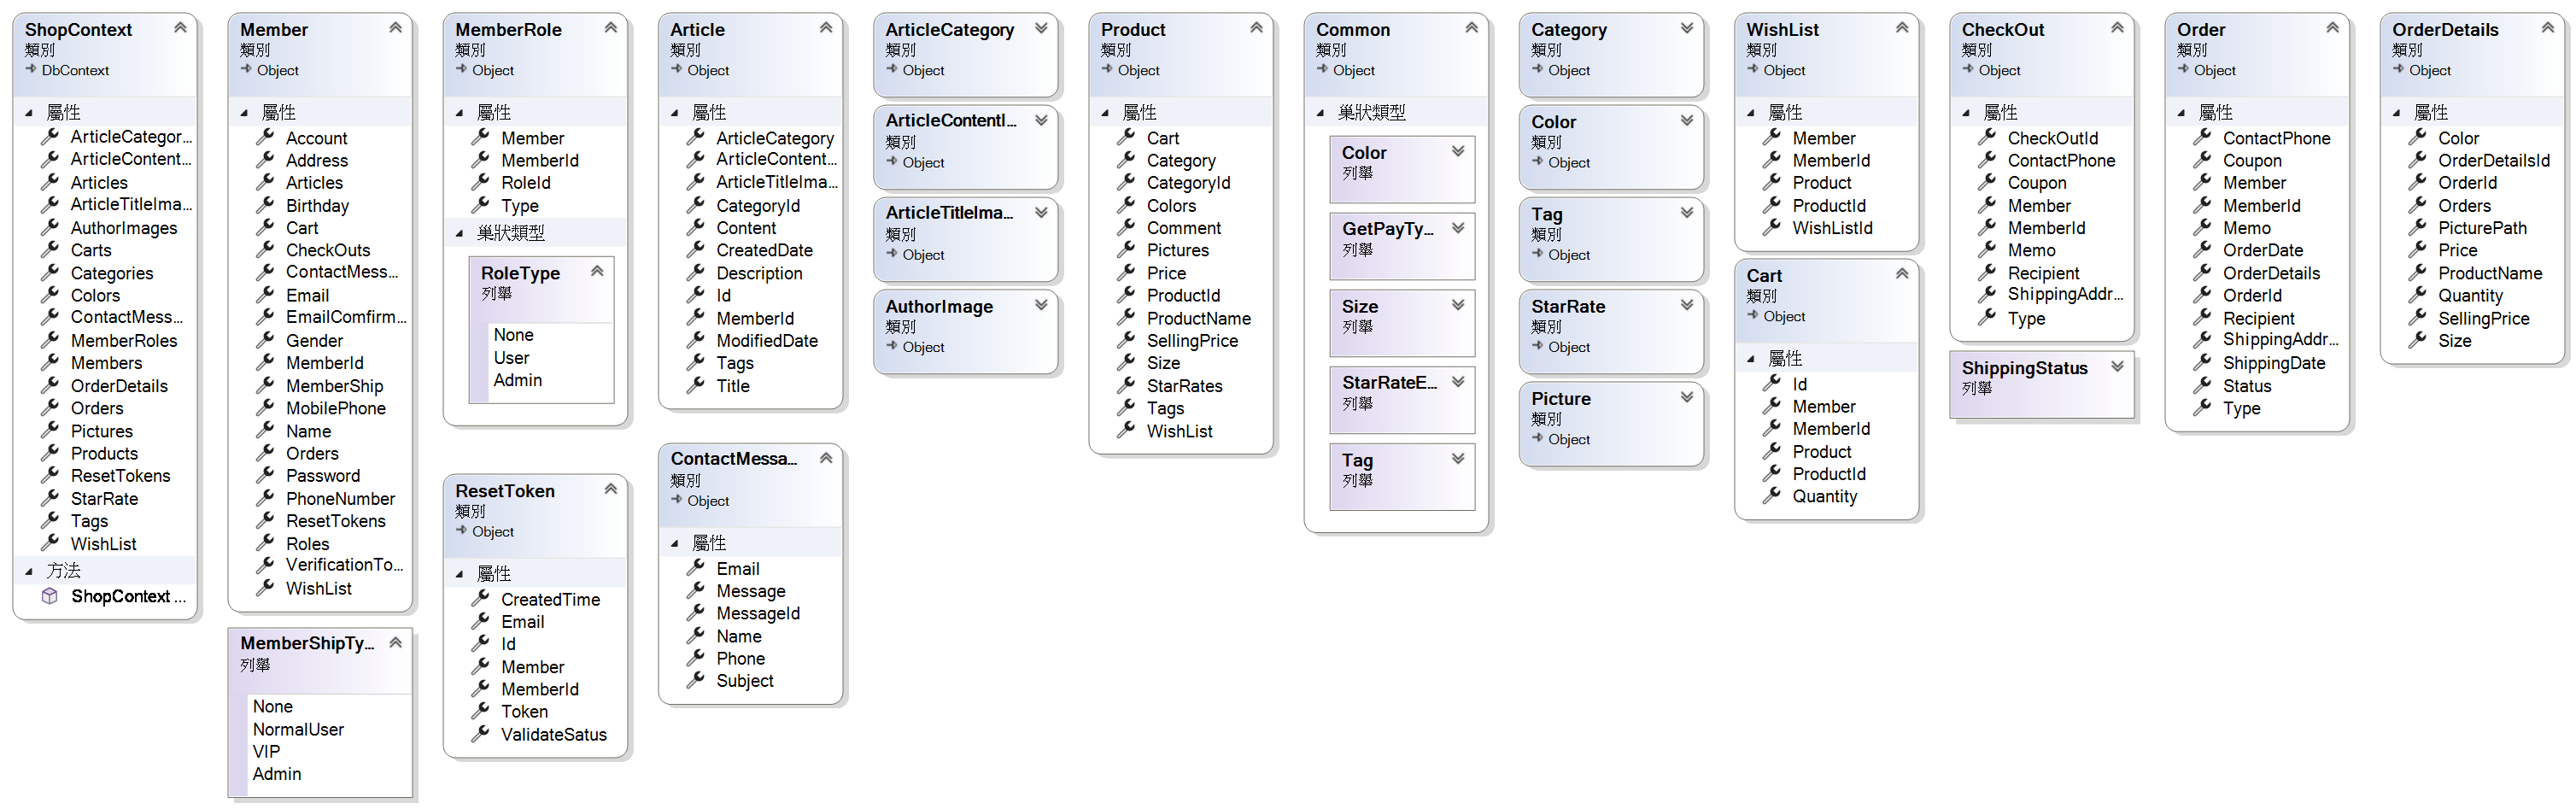 ShopContext
類別
DbContext
屬性
ArticleCategor...
ArticleContent...
Articles
ArticleTitleIma...
AuthorImages
Carts
Categories
Colors
ContactMess...
MemberRoles
Members
OrderDetails
Orders
Pictures
Products
ResetTokens
StarRate
Tags
WishList
方法
ShopContext ...
Member
類別
Object
屬性
Account
Address
Articles
Birthday
Cart
CheckOuts
ContactMess...
Email
EmailComfirm...
Gender
MemberId
MemberShip
MobilePhone
Name
Orders
Password
PhoneNumber
ResetTokens
Roles
VerificationTo...
WishList
MemberShipTy...
列舉
None
NormalUser
VIP
Admin
MemberRole
類別
Object
屬性
Member
MemberId
RoleId
Type
巢狀類型
RoleType
列舉
None
User
Admin
ResetToken
類別
Object
屬性
CreatedTime
Email
Id
Member
MemberId
Token
ValidateSatus
Article
類別
Object
屬性
ArticleCategory
ArticleContent...
ArticleTitleIma...
CategoryId
Content
CreatedDate
Description
Id
MemberId
ModifiedDate
Tags
Title
ContactMessa...
類別
Object
屬性
Email
Message
MessageId
Name
Phone
Subject
ArticleCategory
類別
Object
ArticleContentI...
類別
Object
ArticleTitleIma...
類別
Object
AuthorImage
類別
Object
Product
類別
Object
屬性
Cart
Category
CategoryId
Colors
Comment
Pictures
Price
ProductId
ProductName
SellingPrice
Size
StarRates
Tags
WishList
Common
類別
Object
巢狀類型
Color
列舉
GetPayTy...
列舉
Size
列舉
StarRateE...
列舉
Tag
列舉
Category
類別
Object
Color
類別
Object
Tag
類別
Object
StarRate
類別
Object
Picture
類別
Object
WishList
類別
Object
屬性
Member
MemberId
Product
ProductId
WishListId
Cart
類別
Object
屬性
Id
Member
MemberId
Product
ProductId
Quantity
CheckOut
類別
Object
屬性
CheckOutId
ContactPhone
Coupon
Member
MemberId
Memo
Recipient
ShippingAddr...
Type
ShippingStatus
列舉
Order
類別
Object
屬性
ContactPhone
Coupon
Member
MemberId
Memo
OrderDate
OrderDetails
OrderId
Recipient
ShippingAddr...
ShippingDate
Status
Type
OrderDetails
類別
Object
屬性
Color
OrderDetailsId
OrderId
Orders
PicturePath
Price
ProductName
Quantity
SellingPrice
Size